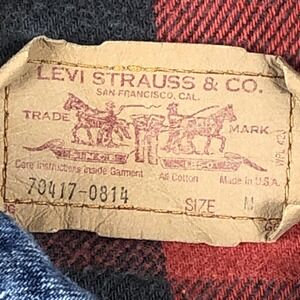 LEVI STRAUSS & CO.
SAN FRANCISCO, CAL.
TRADE MARK
Care Instructions Inside Garment All Cotton Made in U.S.A.
70417-0814
SIZE M